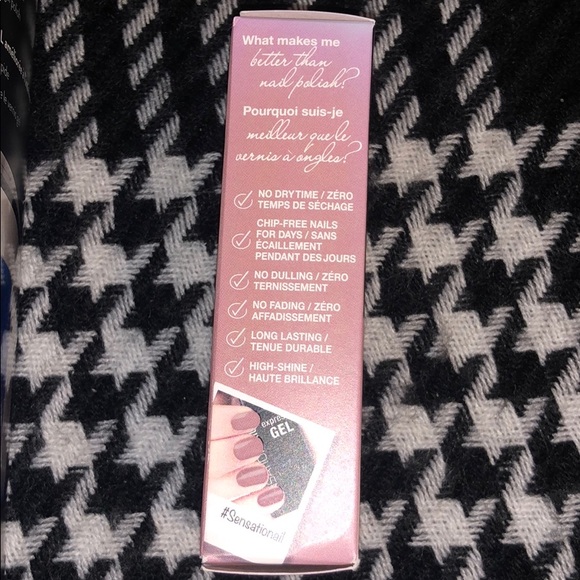 What makes me
better than
nail polish?
Pourquoi suis-je
meilleur que le
vernis à ongles?
NO DRY TIME / ZÉRO
TEMPS DE SÉCHAGE
CHIP-FREE NAILS
FOR DAYS / SANS
ÉCAILLEMENT
PENDANT DES JOURS
NO DULLING / ZÉRO
TERNISSEMENT
NO FADING / ZÉRO
AFFADISSEMENT
LONG LASTING /
TENUE DURABLE
HIGH-SHINE /
HAUTE BRILLANCE
GEL
#Sensationail